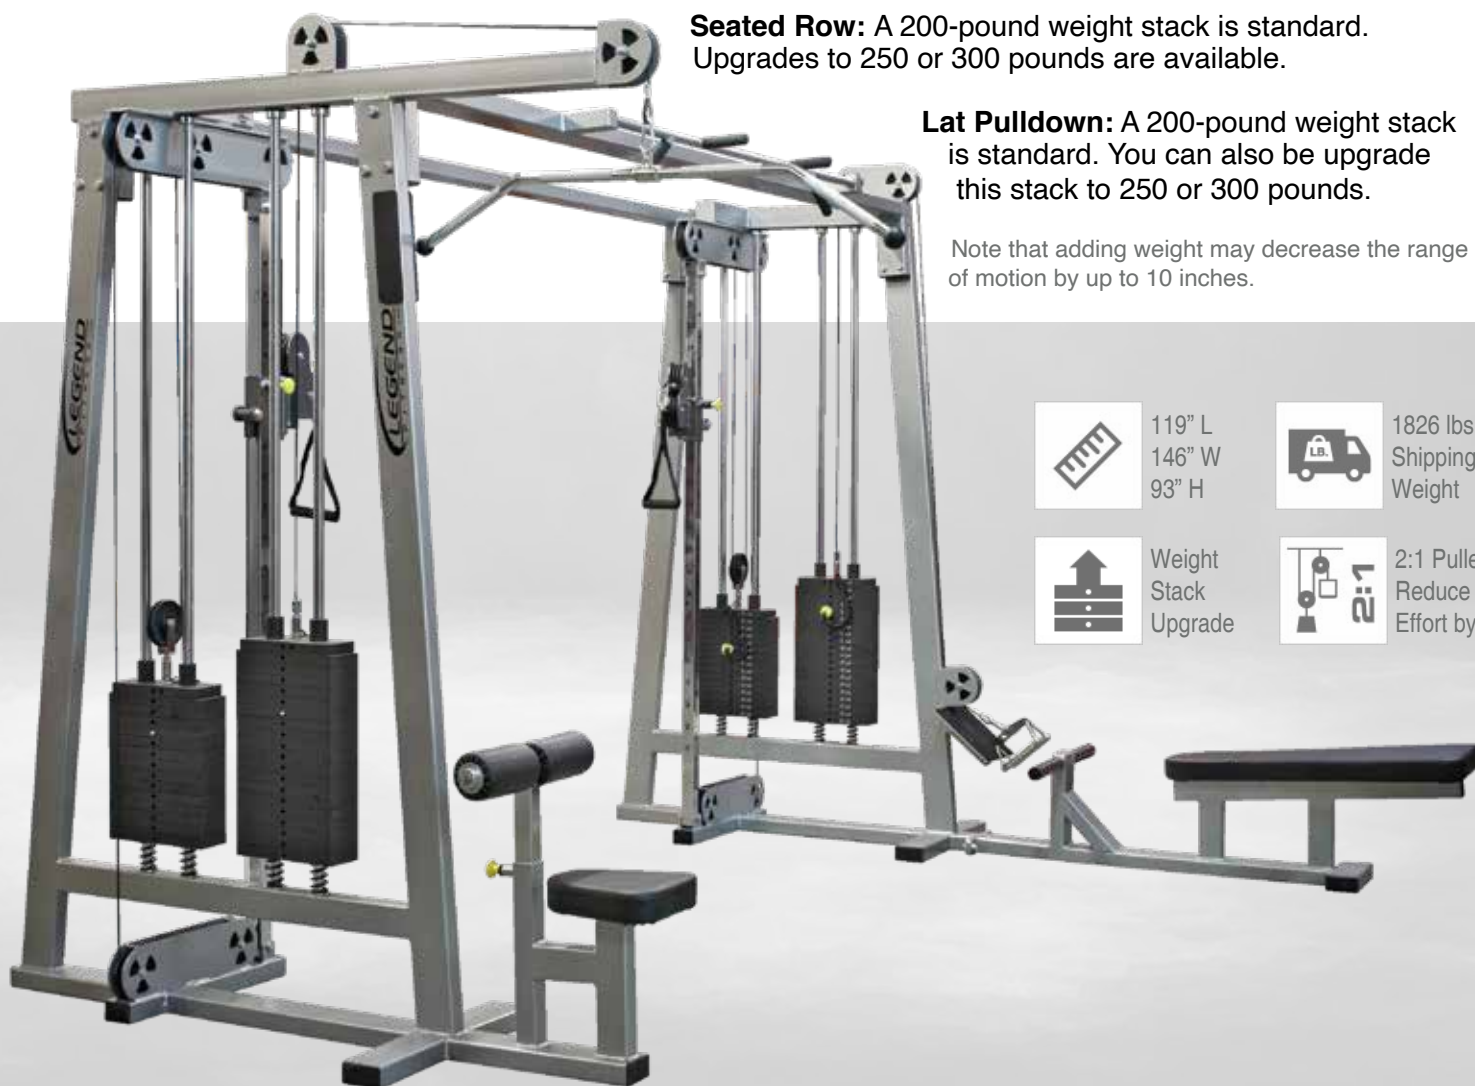 Seated Row: A 200-pound weight stack is standard.
Upgrades to 250 or 300 pounds are available.
Lat Pulldown: A 200-pound weight stack
is standard. You can also be upgrade
this stack to 250 or 300 pounds.
Note that adding weight may decrease the range
of motion by up to 10 inches.
LEGEND
LEGEND
119” L
146” W
93” H
LB.
1826 lbs
Shipping
Weight
Weight
Stack
Upgrade
2:1
2:1
Reduce
Effort by